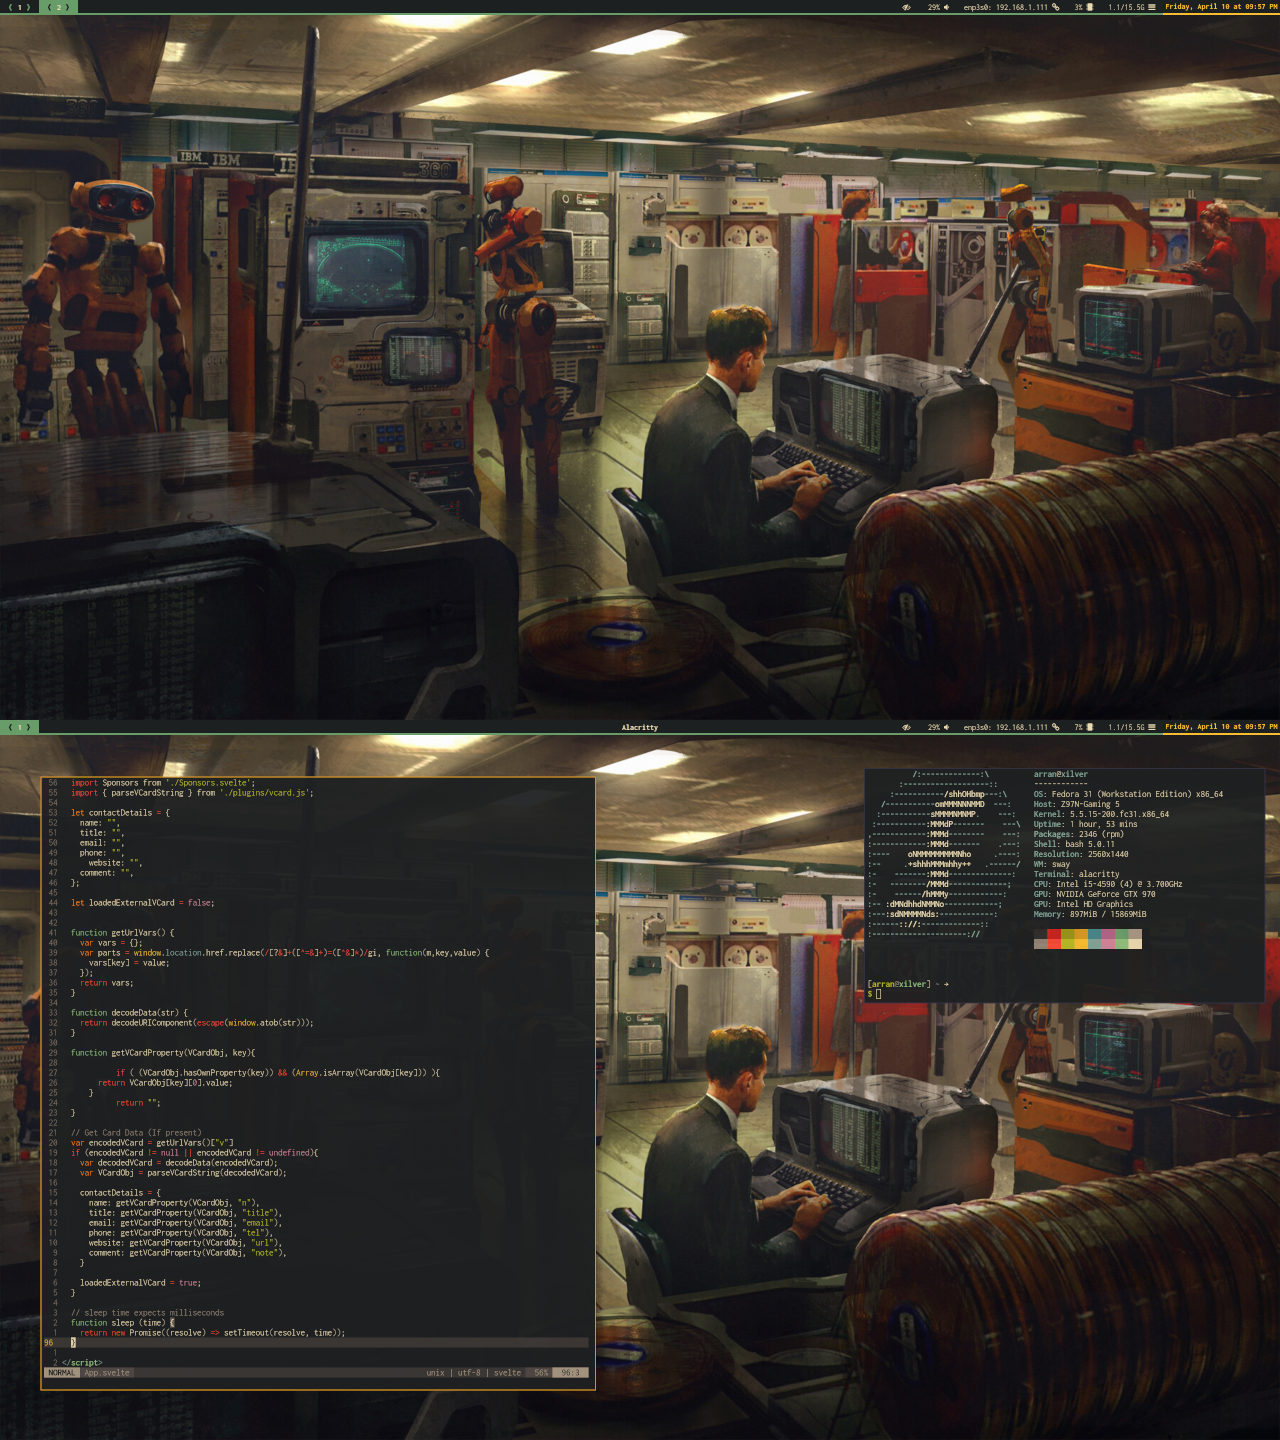 ( 1 ) ( 2 ) 29% enp3s0: 192.168.1.111 3% 1.1/15.5G Friday, April 10 at 09:57 PM
360
IBM IBM
360
( 1 ) Alacritty 29% enp3s0: 192.168.1.111 7% 1.1/15.5G Friday, April 10 at 09:57 PM
56 import Sponsors from './Sponsors.svelte';
55 import { parseVCardString } from './plugins/vcard.js';
54
53 let contactDetails = {
52 name: "",
51 title: "",
50 email: "",
49 phone: "",
48 website: "",
47 comment: "",
46 };
45
44 let loadedExternalVCard = false;
43
42
41 function getUrlVars() {
40 var vars = {};
39 var parts = window.location.href.replace(/[?&]+([^=&]+)=([^&]*)/gi, function(m,key,value) {
38 vars[key] = value;
37 });
36 return vars;
35 }
34
33 function decodeData(str) {
32 return decodeURIComponent(escape(window.atob(str)));
31 }
30
29 function getVCardProperty(VCardObj, key){
28
27 if ( (VCardObj.hasOwnProperty(key)) && (Array.isArray(VCardObj[key])) ){
26 return VCardObj[key][0].value;
25 }
24 return "";
23 }
22
21 // Get Card Data (If present)
20 var encodedVCard = getUrlVars()["v"]
19 if (encodedVCard != null || encodedVCard != undefined){
18 var decodedVCard = decodeData(encodedVCard);
17 var VCardObj = parseVCardString(decodedVCard);
16
15 contactDetails = {
14 name: getVCardProperty(VCardObj, "n"),
13 title: getVCardProperty(VCardObj, "title"),
12 email: getVCardProperty(VCardObj, "email"),
11 phone: getVCardProperty(VCardObj, "tel"),
10 website: getVCardProperty(VCardObj, "url"),
9 comment: getVCardProperty(VCardObj, "note"),
8 }
7
6 loadedExternalVCard = true;
5 }
4
3 // sleep time expects milliseconds
2 function sleep (time) {
1 return new Promise((resolve) => setTimeout(resolve, time));
96 }
1
2 </script>
NORMAL App.svelte unix | utf-8 | svelte 56% 96:3
/:-------------:\
:-------------------::
:-----------/shhOHbmp---:\
/-----------omMMMNNNMMD ---:
:-----------sMMMMNMNMP. ---:
:-----------:MMMdP------- ---\
,------------:MMMd-------- ---:
:------------:MMMd------- .---:
:---- oNMMMMMMMMMNho .----:
:-- .+shhhMMMmhhy++ .------/
:- -------:MMMd--------------:
:- --------/MMMd-------------;
:- ------/hMMMy------------:
:-- :dMNdhhdNMMNo------------;
:---:sdNMMMMNds:------------:
:------:://:-------------::
:---------------------://
arran@xilver
------------
OS: Fedora 31 (Workstation Edition) x86_64
Host: Z97N-Gaming 5
Kernel: 5.5.15-200.fc31.x86_64
Uptime: 1 hour, 53 mins
Packages: 2346 (rpm)
Shell: bash 5.0.11
Resolution: 2560x1440
WM: sway
Terminal: alacritty
CPU: Intel i5-4590 (4) @ 3.700GHz
GPU: NVIDIA GeForce GTX 970
GPU: Intel HD Graphics
Memory: 897MiB / 15869MiB
[arran@xilver] ~ →
$